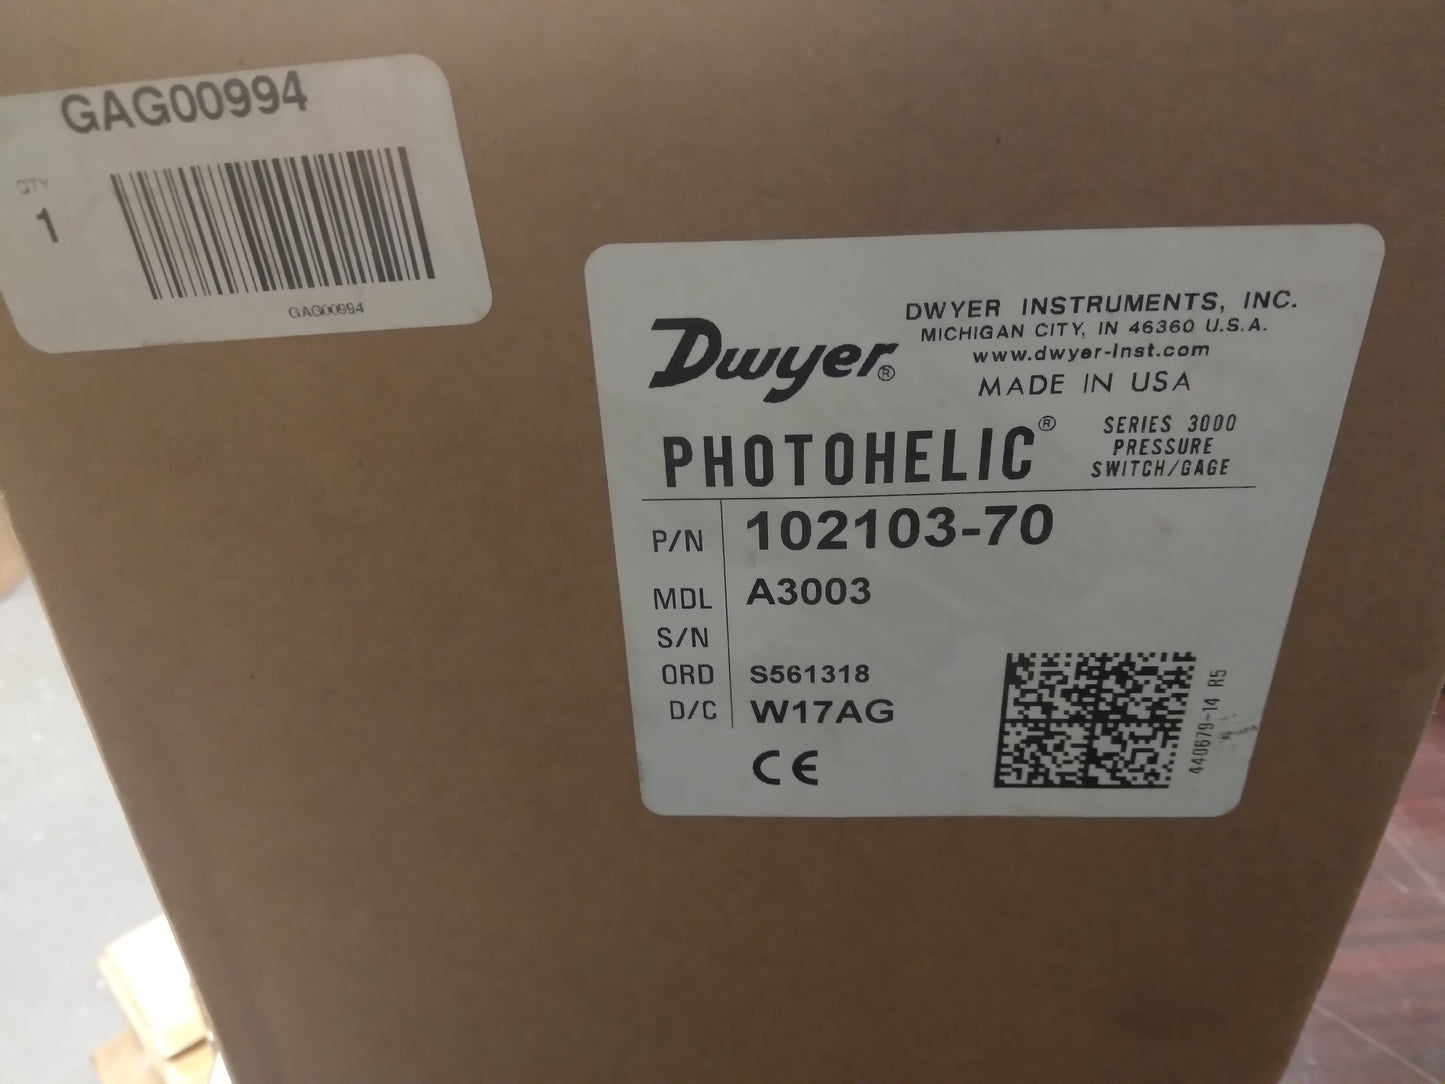 GAG00994
QTY
1
GAG00994
Dwyer®
DWYER INSTRUMENTS, INC.
MICHIGAN CITY, IN 46360 U.S.A.
www.dwyer-inst.com
MADE IN USA
PHOTOHELIC®
SERIES 3000
PRESSURE
SWITCH/GAGE
P/N 102103-70
MDL A3003
S/N
ORD S561318
D/C W17AG
CE
440679-14 R5